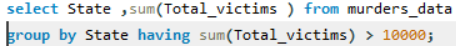 select State ,sum(Total_victims ) from murders_data
group by State having sum(Total_victims) > 10000;